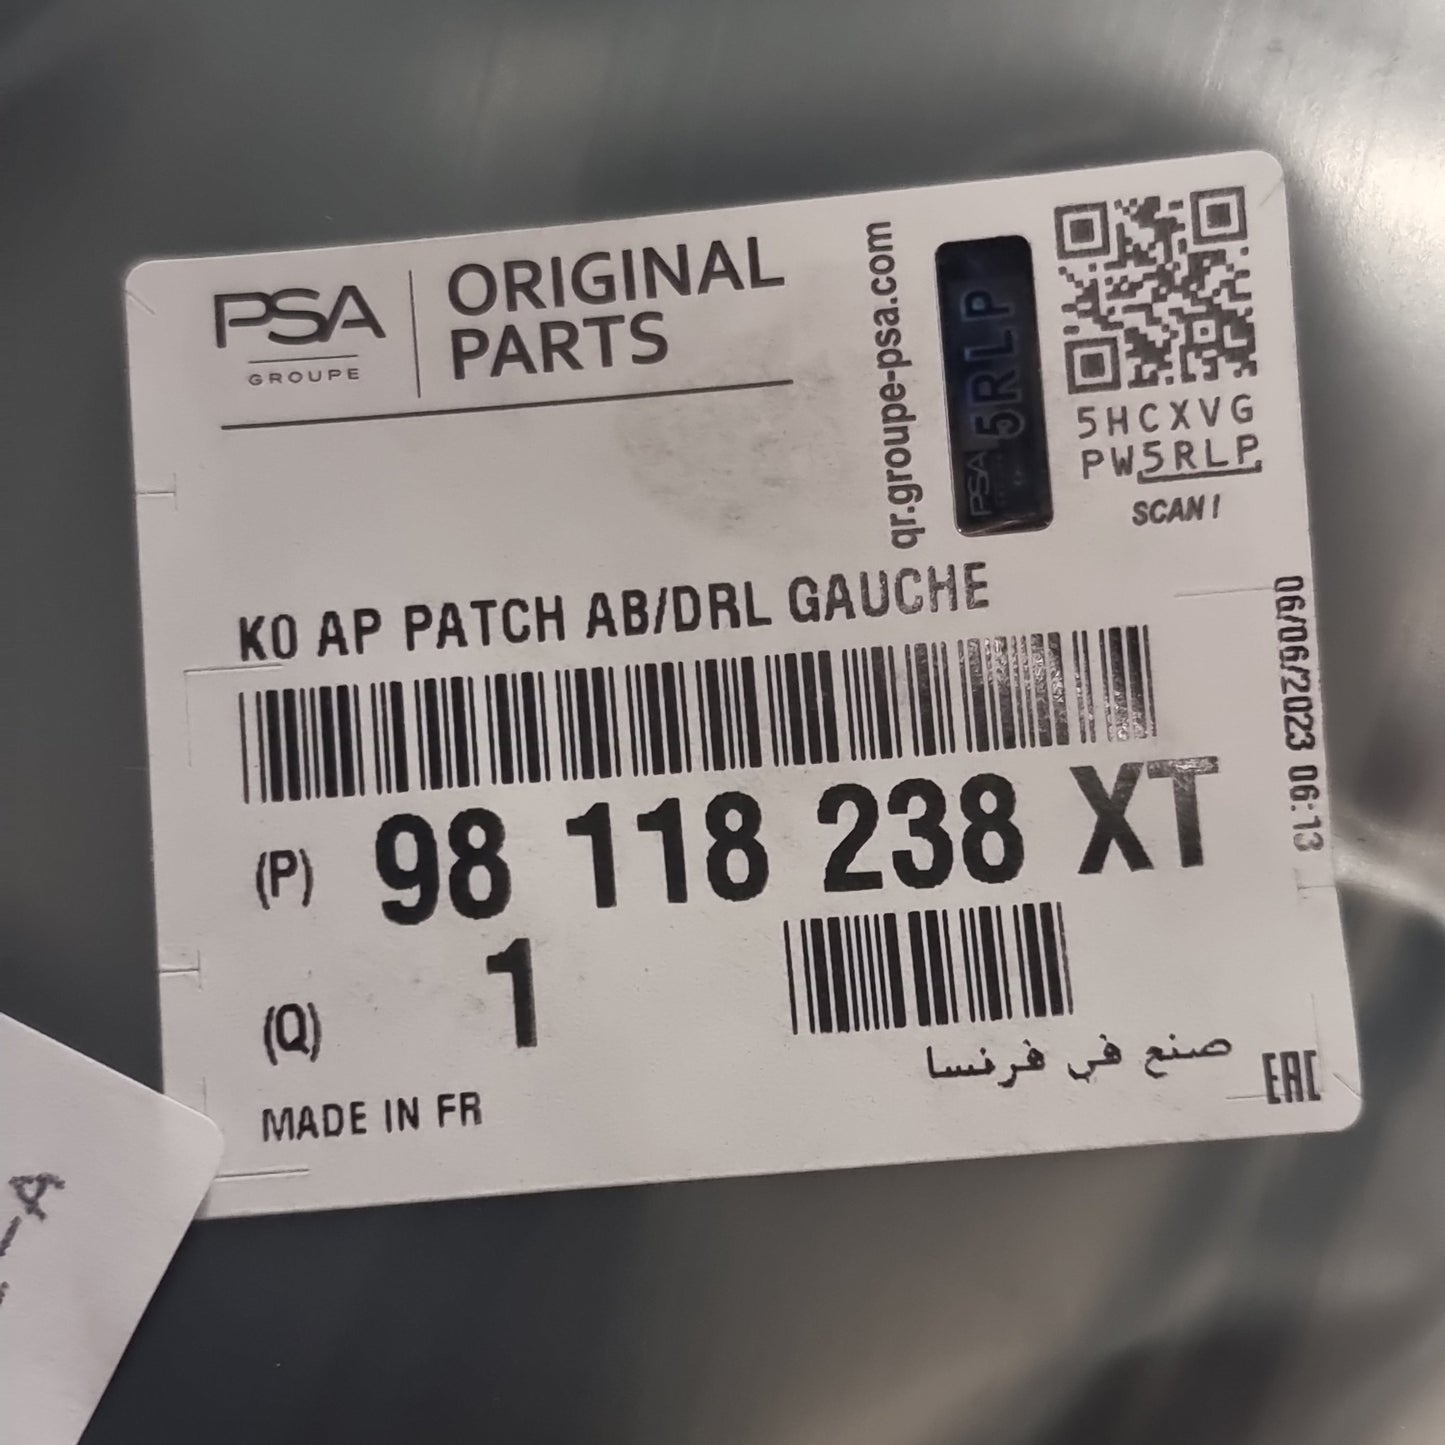 PSA
GROUPE
ORIGINAL
PARTS
qr.groupe-psa.com
PSA 5RLP
5HCXVG
PW5RLP
SCAN!
K0 AP PATCH AB/DRL GAUCHE
06/06/2023 06:13
(P) 98 118 238 XT
(Q) 1
صنع في فرنسا
MADE IN FR
EAC